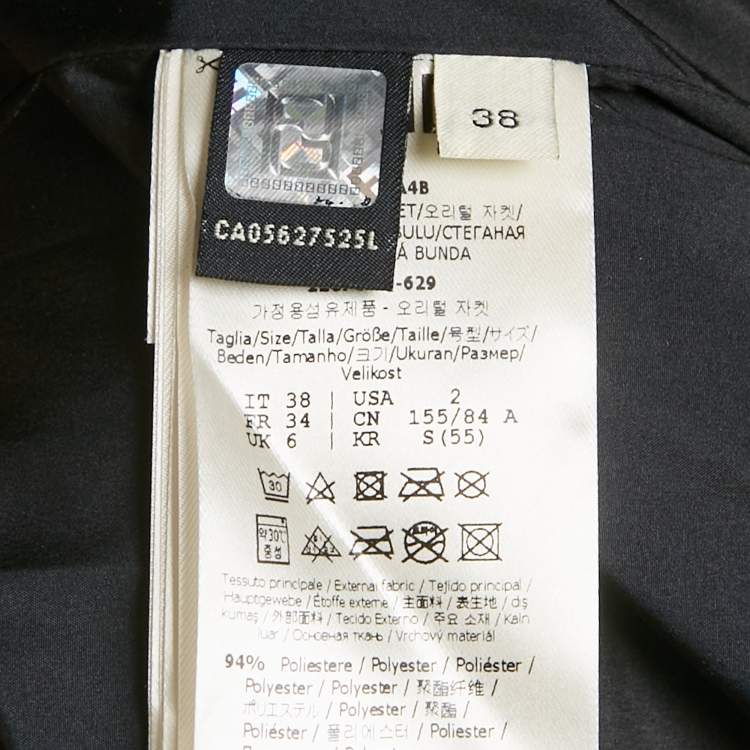 38
CA05627525L
A4B
ET/오리털 자켓/
BULU/СТЕГАНАЯ
Á BUNDA
-629
가정용섬유제품 - 오리털 자켓
Taglia/Size/Talla/Größe/Taille/号型/サイズ/
Beden/Tamanho/크기/Ukuran/Размер/
Velikost
IT 38 | USA 2
FR 34 | CN 155/84 A
UK 6 | KR S(55)
30
약30℃
중성
Tessuto principale / External fabric / Tejido principal /
Hauptgewebe / Étoffe externe / 主面料 / 表生地 / dış
kumaş / 外部面料 / Tecido Externo / 주요 소재 / Kain
luar / Основная ткань / Vrchový materiál
94% Poliestere / Polyester / Poliéster /
Polyester / Polyester / 聚酯纤维 /
ポリエステル / Polyester / 聚酯 /
Poliéster / 폴리에스터 / Poliester /